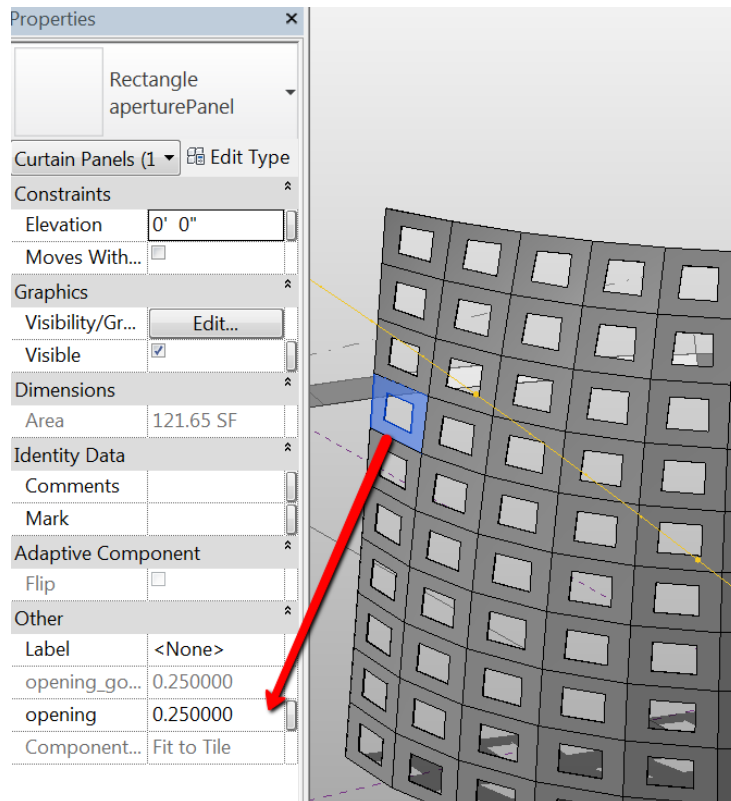 Properties
×
Rectangle
aperturePanel
Curtain Panels (1
Edit Type
Constraints
Elevation 0' 0"
Moves With...
Graphics
Visibility/Gr... Edit...
Visible
Dimensions
Area 121.65 SF
Identity Data
Comments
Mark
Adaptive Component
Flip
Other
Label <None>
opening_go... 0.250000
opening 0.250000
Component... Fit to Tile